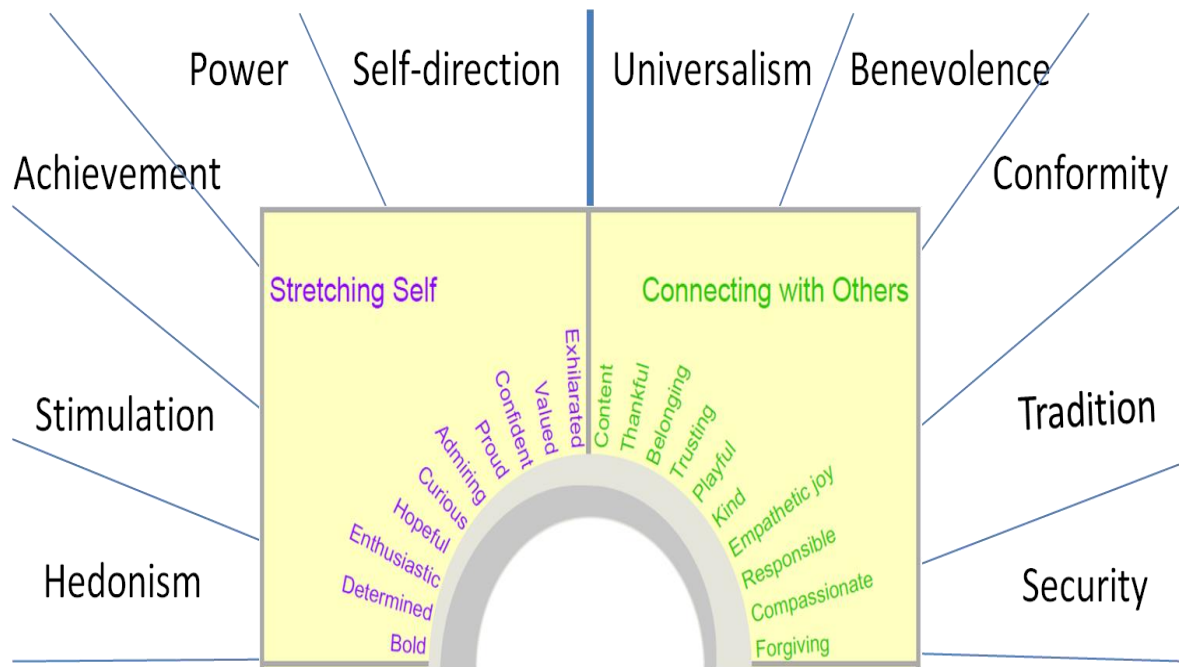 Power
Self-direction
Universalism
Benevolence
Achievement
Conformity
Stimulation
Tradition
Hedonism
Security
Stretching Self
Connecting with Others
Bold
Determined
Enthusiastic
Hopeful
Curious
Admiring
Proud
Confident
Valued
Exhilarated
Content
Thankful
Belonging
Trusting
Playful
Kind
Empathetic joy
Responsible
Compassionate
Forgiving